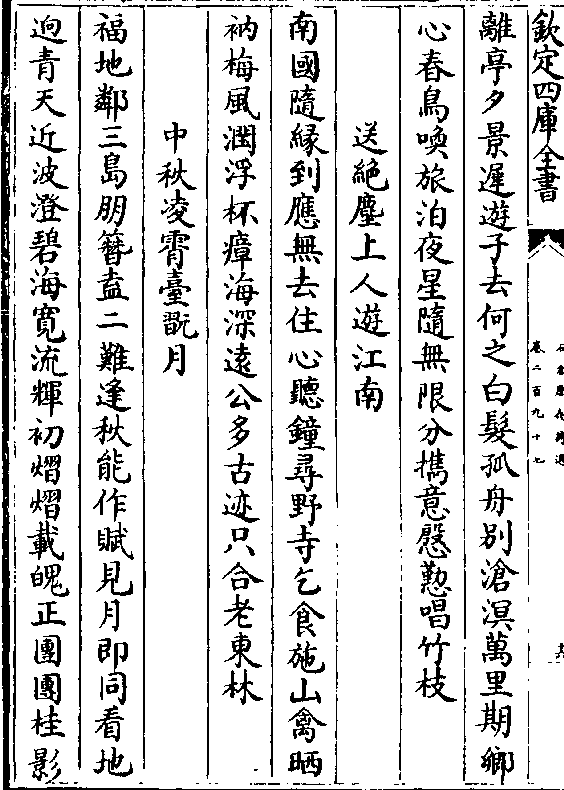 欽定四庫全書
石倉歷代詩選
卷二百九十七
離亭夕景遲遊子去何之白髮孤舟別滄溟萬里期鄉
心春鳥喚旅泊夜星隨無限分擕意慇懃唱竹枝
送絶塵上人遊江南
南國隨縁到應無去住心聽鐘尋野寺乞食施山禽晒
衲梅風潤浮杯瘴海深遠公多古迹只合老東林
中秋凌霄臺翫月
福地鄰三島朋簪盍二難逢秋能作賦見月即同看地
逈青天近波澄碧海寬流輝初熠熠載魄正團團桂影